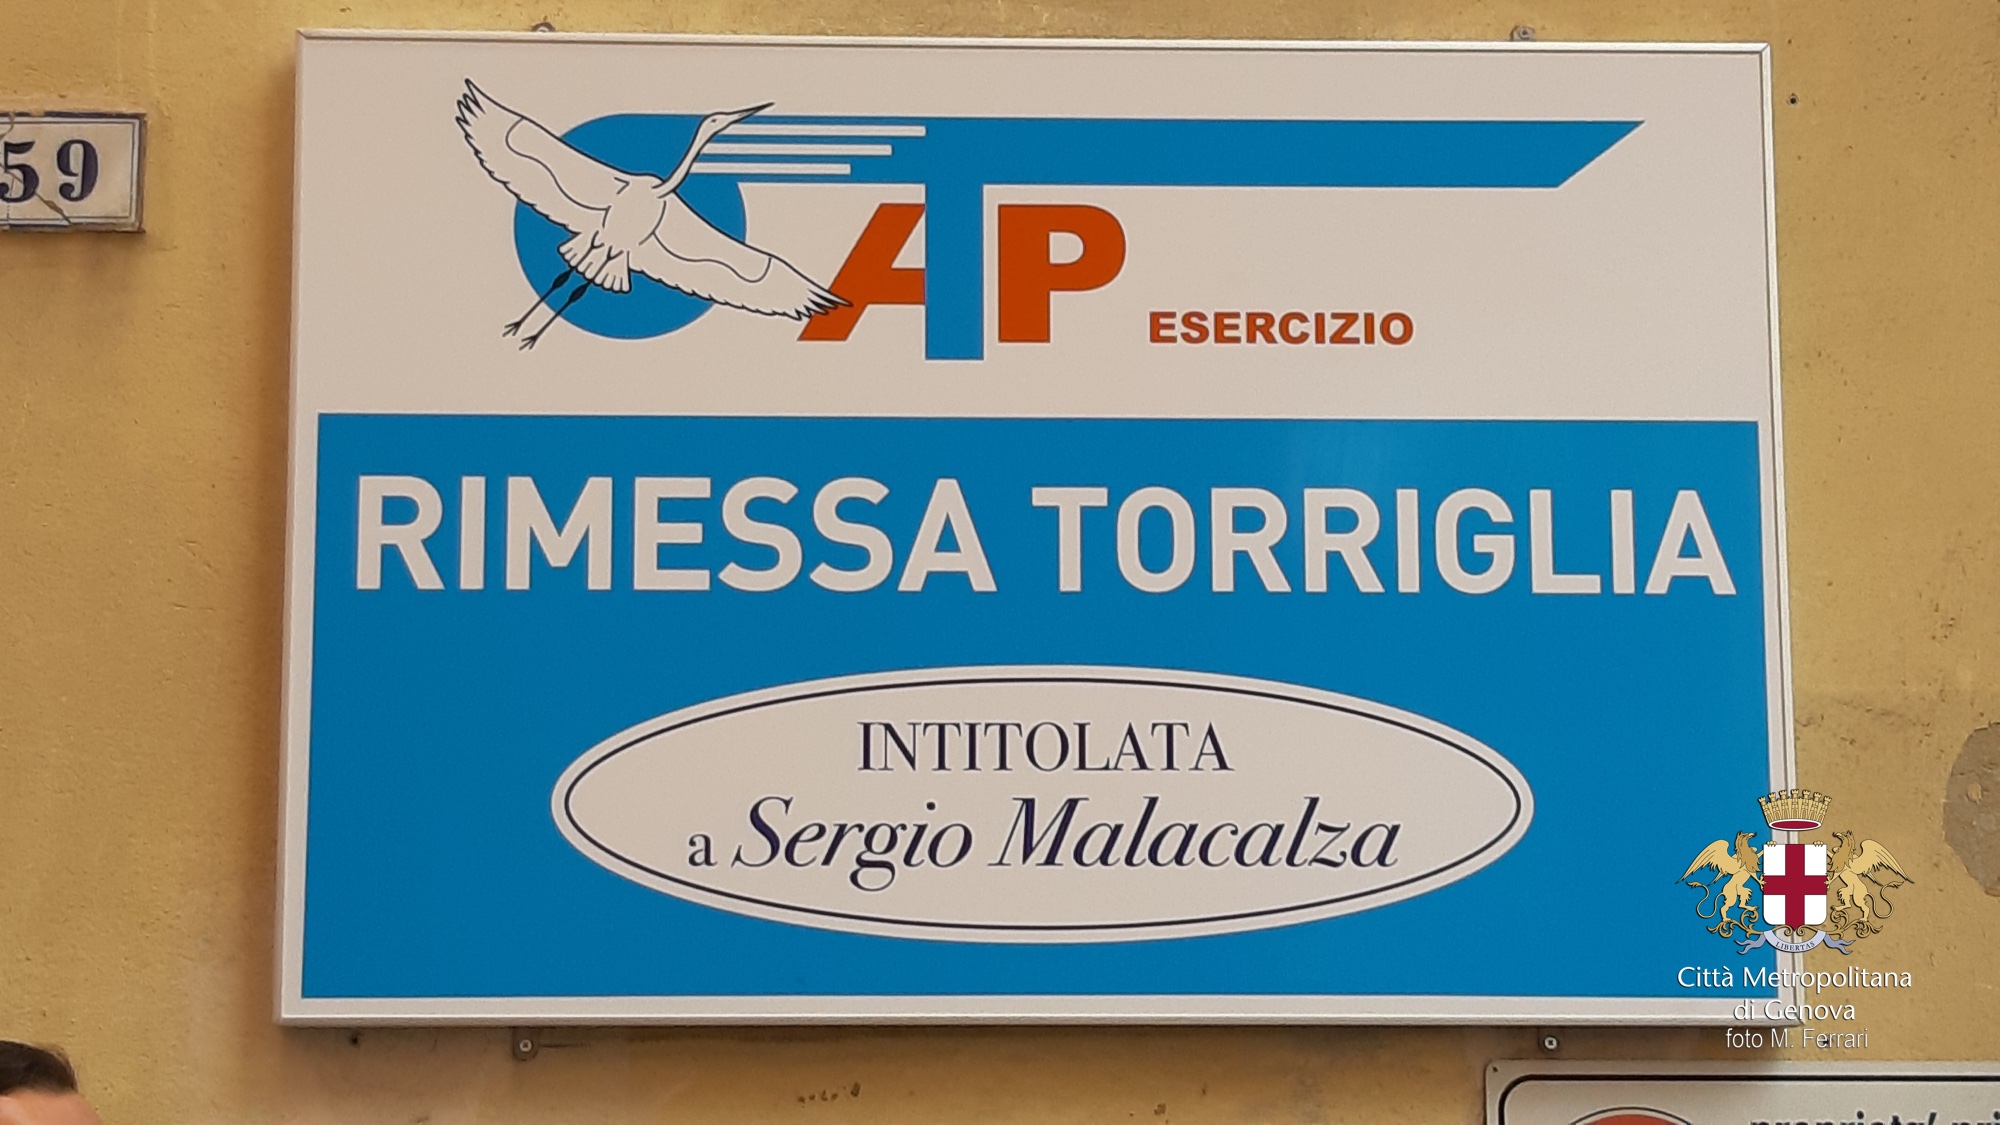 59
ATP ESERCIZIO
RIMESSA TORRIGLIA
INTITOLATA
a Sergio Malacalza
LIBERTAS
Città Metropolitana
di Genova
foto M. Ferrari